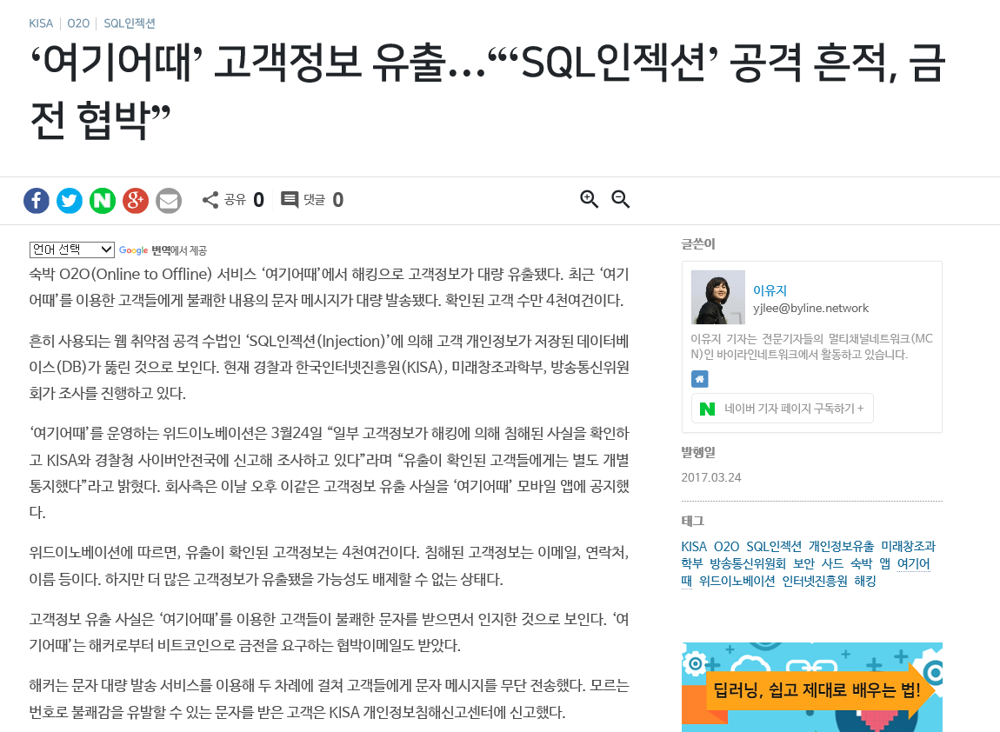 KISA O2O SQL인젝션
‘여기어때’ 고객정보 유출…“‘SQL인젝션’ 공격 흔적, 금
전 협박”
공유 0 댓글 0
언어 선택 Google 번역에서 제공
숙박 O2O(Online to Offline) 서비스 ‘여기어때’에서 해킹으로 고객정보가 대량 유출됐다. 최근 ‘여기
어때’를 이용한 고객들에게 불쾌한 내용의 문자 메시지가 대량 발송됐다. 확인된 고객 수만 4천여건이다.
흔히 사용되는 웹 취약점 공격 수법인 ‘SQL인젝션(Injection)’에 의해 고객 개인정보가 저장된 데이터베
이스(DB)가 뚫린 것으로 보인다. 현재 경찰과 한국인터넷진흥원(KISA), 미래창조과학부, 방송통신위원
회가 조사를 진행하고 있다.
‘여기어때’를 운영하는 위드이노베이션은 3월24일 “일부 고객정보가 해킹에 의해 침해된 사실을 확인하
고 KISA와 경찰청 사이버안전국에 신고해 조사하고 있다”라며 “유출이 확인된 고객들에게는 별도 개별
통지했다”라고 밝혔다. 회사측은 이날 오후 이같은 고객정보 유출 사실을 ‘여기어때’ 모바일 앱에 공지했
다.
위드이노베이션에 따르면, 유출이 확인된 고객정보는 4천여건이다. 침해된 고객정보는 이메일, 연락처,
이름 등이다. 하지만 더 많은 고객정보가 유출됐을 가능성도 배제할 수 없는 상태다.
고객정보 유출 사실은 ‘여기어때’를 이용한 고객들이 불쾌한 문자를 받으면서 인지한 것으로 보인다. ‘여
기어때’는 해커로부터 비트코인으로 금전을 요구하는 협박이메일도 받았다.
해커는 문자 대량 발송 서비스를 이용해 두 차례에 걸쳐 고객들에게 문자 메시지를 무단 전송했다. 모르는
번호로 불쾌감을 유발할 수 있는 문자를 받은 고객은 KISA 개인정보침해신고센터에 신고했다.
글쓴이
이유지
yjlee@byline.network
이유지 기자는 전문기자들의 멀티채널네트워크(MC
N)인 바이라인네트워크에서 활동하고 있습니다.
네이버 기자 페이지 구독하기 +
발행일
2017.03.24
태그
KISA O2O SQL인젝션 개인정보유출 미래창조과
학부 방송통신위원회 보안 사드 숙박 앱 여기어
때 위드이노베이션 인터넷진흥원 해킹
딥러닝, 쉽고 제대로 배우는 법!